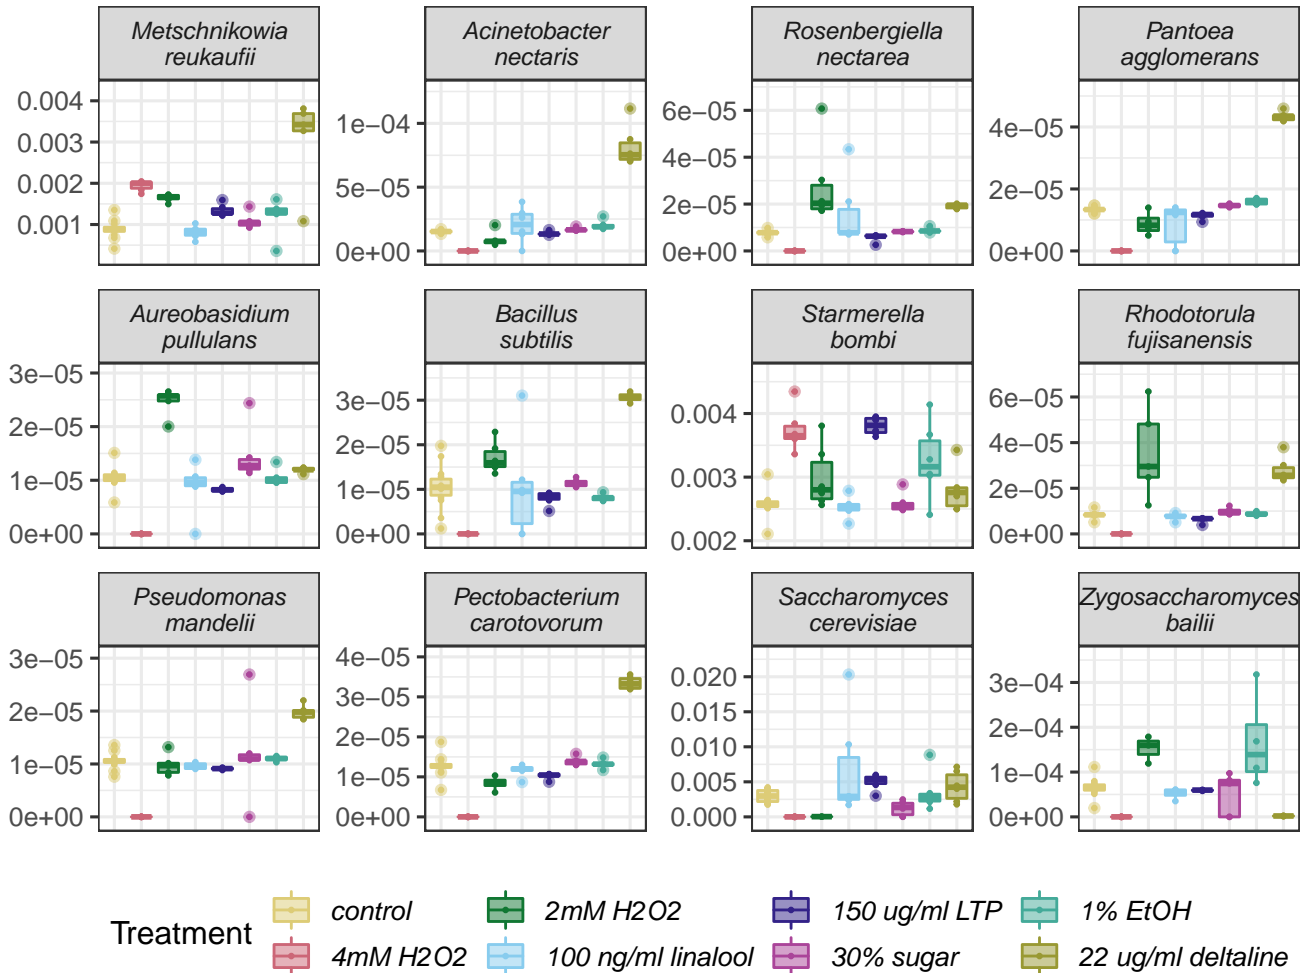 Metschnikowia
reukaufii
Acinetobacter
nectaris
Rosenbergiella
nectarea
Pantoea
agglomerans
0.004
0.003
0.002
0.001
1e−04
5e−05
0e+00
6e−05
4e−05
2e−05
0e+00
4e−05
2e−05
0e+00
Aureobasidium
pullulans
Bacillus
subtilis
Starmerella
bombi
Rhodotorula
fujisanensis
3e−05
2e−05
1e−05
0e+00
3e−05
2e−05
1e−05
0e+00
0.004
0.003
0.002
6e−05
4e−05
2e−05
0e+00
Pseudomonas
mandelii
Pectobacterium
carotovorum
Saccharomyces
cerevisiae
Zygosaccharomyces
bailii
3e−05
2e−05
1e−05
0e+00
4e−05
3e−05
2e−05
1e−05
0e+00
0.020
0.015
0.010
0.005
0.000
3e−04
2e−04
1e−04
0e+00
Treatment
control
2mM H2O2
150 ug/ml LTP
1% EtOH
4mM H2O2
100 ng/ml linalool
30% sugar
22 ug/ml deltaline